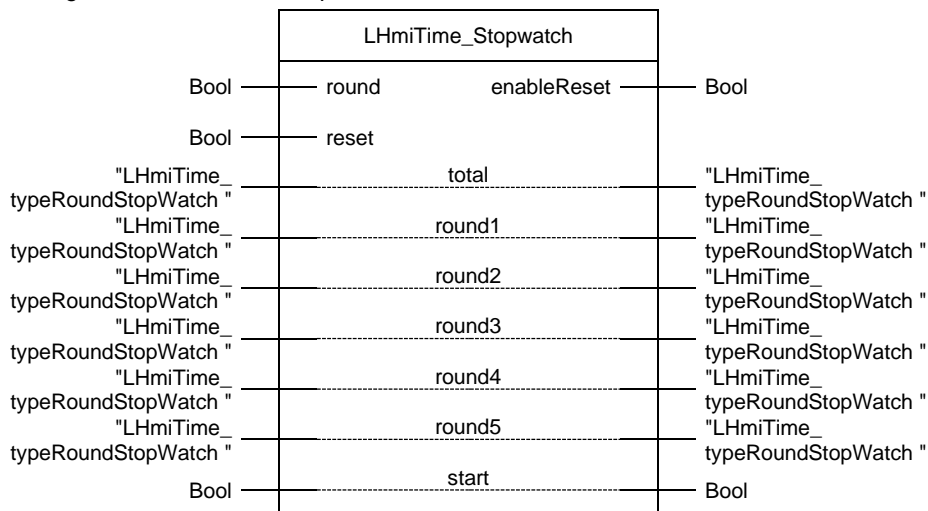 LHmiTime_Stopwatch
Bool round enableReset Bool
Bool reset
"LHmiTime_ total "LHmiTime_
typeRoundStopWatch " typeRoundStopWatch "
"LHmiTime_ round1 "LHmiTime_
typeRoundStopWatch " typeRoundStopWatch "
"LHmiTime_ round2 "LHmiTime_
typeRoundStopWatch " typeRoundStopWatch "
"LHmiTime_ round3 "LHmiTime_
typeRoundStopWatch " typeRoundStopWatch "
"LHmiTime_ round4 "LHmiTime_
typeRoundStopWatch " typeRoundStopWatch "
"LHmiTime_ round5 "LHmiTime_
typeRoundStopWatch " typeRoundStopWatch "
Bool start Bool